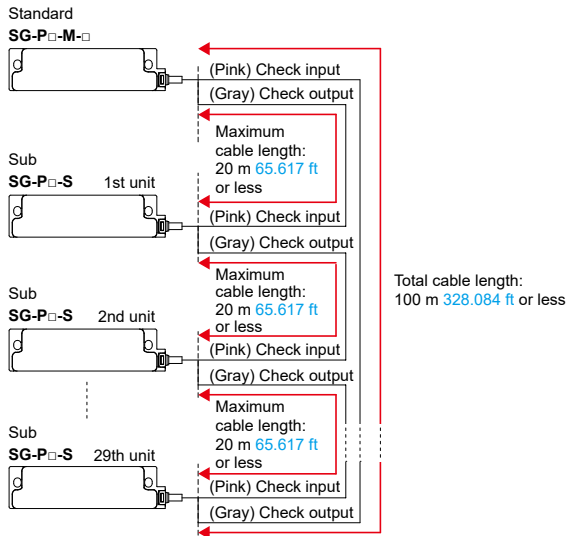 Standard
SG-P□-M-□
(Pink) Check input
(Gray) Check output
Maximum
cable length:
20 m 65.617 ft
or less
Sub
SG-P□-S 1st unit
(Pink) Check input
(Gray) Check output
Maximum
cable length:
20 m 65.617 ft
or less
Total cable length:
100 m 328.084 ft or less
Sub
SG-P□-S 2nd unit
(Pink) Check input
(Gray) Check output
Maximum
cable length:
20 m 65.617 ft
or less
Sub
SG-P□-S 29th unit
(Pink) Check input
(Gray) Check output